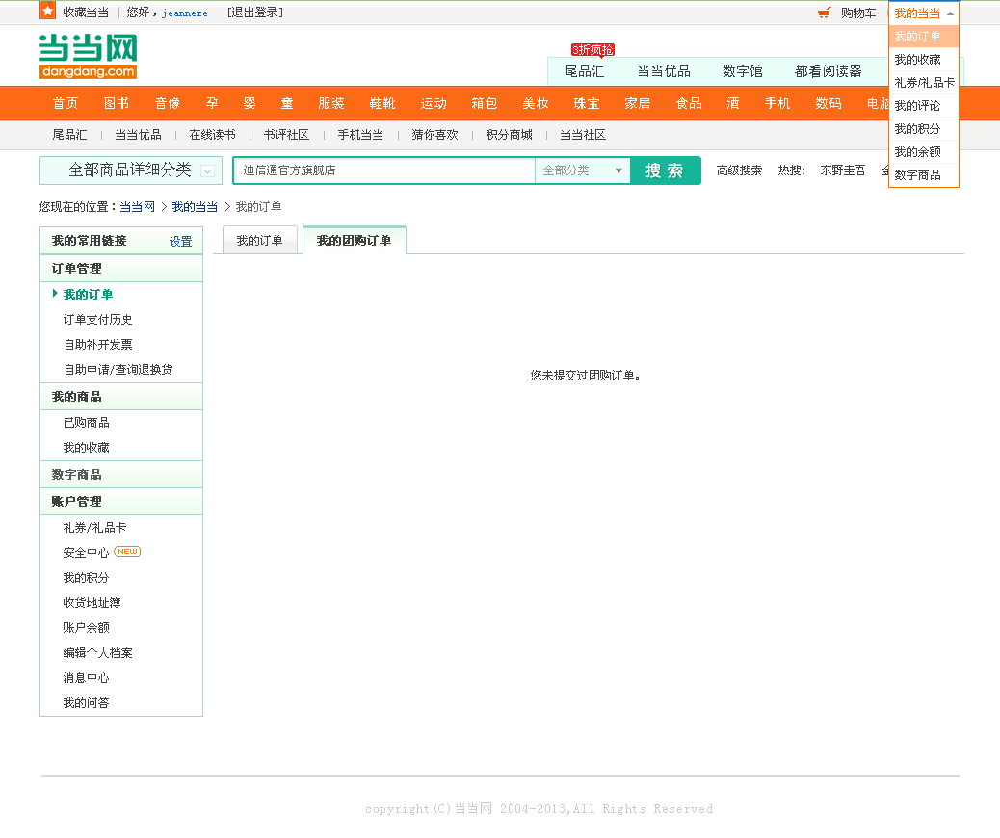 收藏当当 | 您好，jeanneze [退出登录] 购物车 我的当当
我的订单
我的收藏
礼券/礼品卡
我的评论
我的积分
我的余额
数字商品
当当网
dangdang.com
3折疯抢
尾品汇 当当优品 数字馆 都看阅读器
首页 图书 音像 孕 婴 童 服装 鞋靴 运动 箱包 美妆 珠宝 家居 食品 酒 手机 数码 电脑
尾品汇 | 当当优品 | 在线读书 | 书评社区 | 手机当当 | 猜你喜欢 | 积分商城 | 当当社区
全部商品详细分类 迪信通官方旗舰店 全部分类 搜索 高级搜索 热搜: 东野圭吾
您现在的位置：当当网 > 我的当当 > 我的订单
我的常用链接 设置
订单管理
我的订单
订单支付历史
自助补开发票
自助申请/查询退换货
我的商品
已购商品
我的收藏
数字商品
账户管理
礼券/礼品卡
安全中心 NEW
我的积分
收货地址簿
账户余额
编辑个人档案
消息中心
我的问答
我的订单 我的团购订单
您未提交过团购订单。
copyright(C)当当网 2004-2013,All Rights Reserved